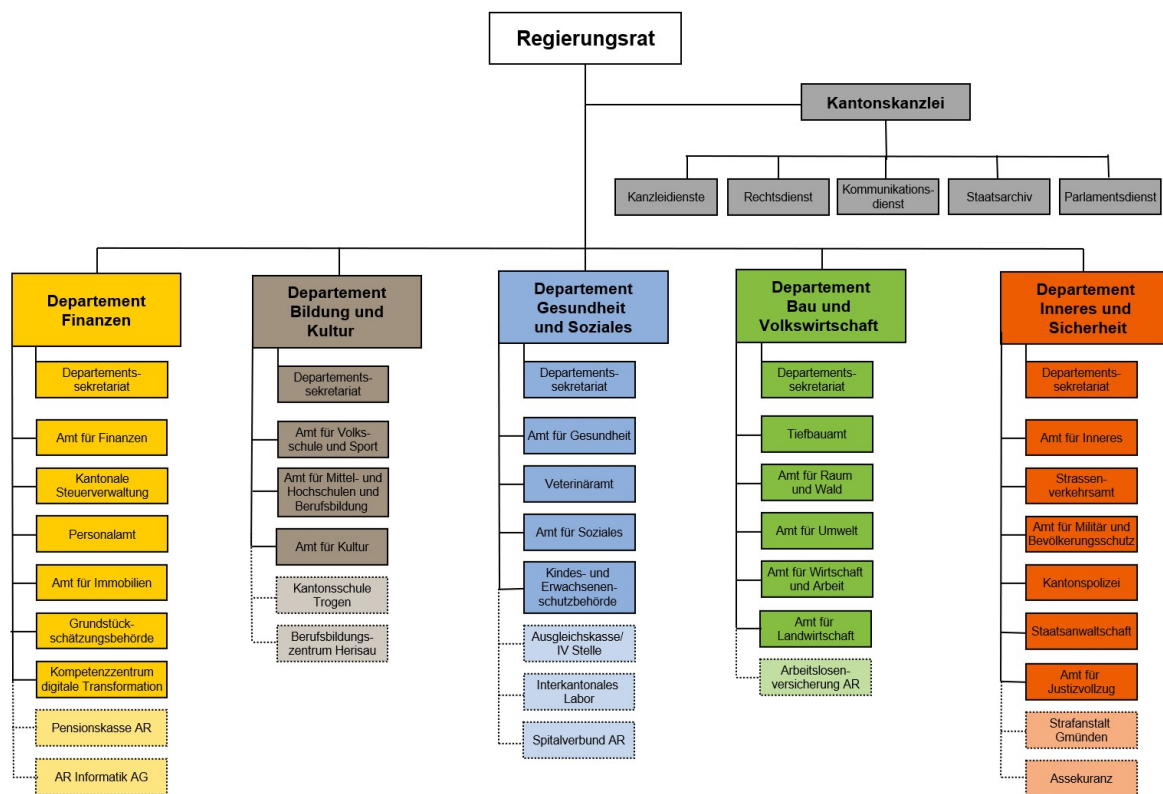 Regierungsrat
Kantonskanzlei
Kanzleidienste
Rechtsdienst
Kommunikations-
dienst
Staatsarchiv
Parlamentsdienst
Departement
Finanzen
Departements-
sekretariat
Amt für Finanzen
Kantonale
Steuerverwaltung
Personalamt
Amt für Immobilien
Grundstück-
schätzungsbehörde
Kompetenzzentrum
digitale Transformation
Pensionskasse AR
AR Informatik AG
Departement
Bildung und
Kultur
Departements-
sekretariat
Amt für Volks-
schule und Sport
Amt für Mittel- und
Hochschulen und
Berufsbildung
Amt für Kultur
Kantonsschule
Trogen
Berufsbildungs-
zentrum Herisau
Departement
Gesundheit
und Soziales
Departements-
sekretariat
Amt für Gesundheit
Veterinäramt
Amt für Soziales
Kindes- und
Erwachsenen-
schutzbehörde
Ausgleichskasse/
IV Stelle
Interkantonales
Labor
Spitalverbund AR
Departement
Bau und
Volkswirtschaft
Departements-
sekretariat
Tiefbauamt
Amt für Raum
und Wald
Amt für Umwelt
Amt für Wirtschaft
und Arbeit
Amt für
Landwirtschaft
Arbeitslosen-
versicherung AR
Departement
Inneres und
Sicherheit
Departements-
sekretariat
Amt für Inneres
Strassen-
verkehrsamt
Amt für Militär und
Bevölkerungsschutz
Kantonspolizei
Staatsanwaltschaft
Amt für
Justizvollzug
Strafanstalt
Gmünden
Assekuranz